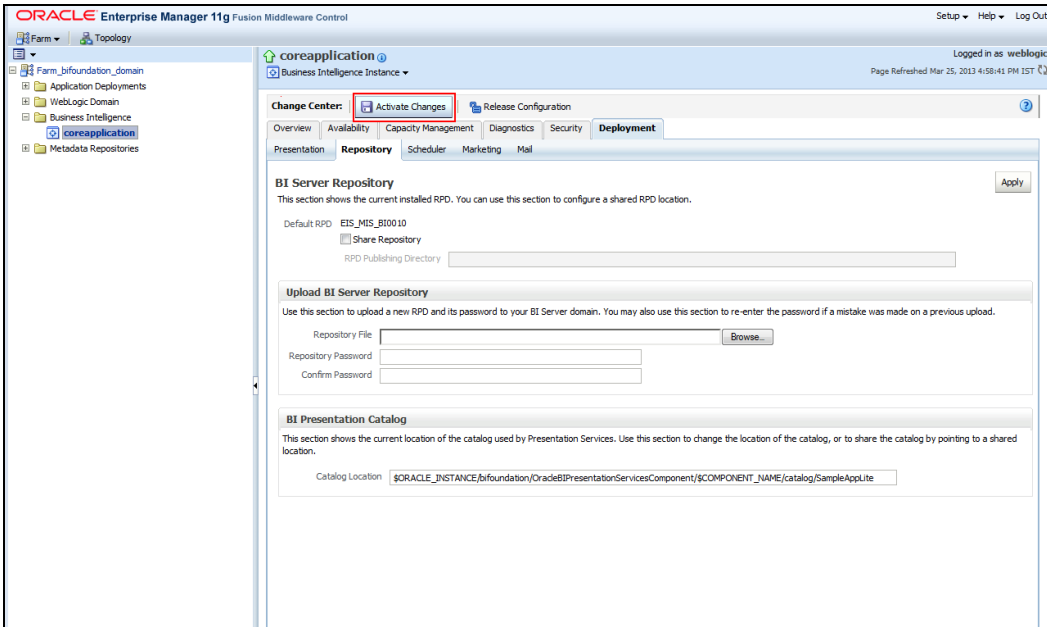 ORACLE Enterprise Manager 11g Fusion Middleware Control
Setup Help Log Out
Farm Topology
Farm_bifoundation_domain
Application Deployments
WebLogic Domain
Business Intelligence
coreapplication
Metadata Repositories
coreapplication
Logged in as weblogic
Business Intelligence Instance
Page Refreshed Mar 25, 2013 4:58:41 PM IST
Change Center: Activate Changes Release Configuration
Overview Availability Capacity Management Diagnostics Security Deployment
Presentation Repository Scheduler Marketing Mail
BI Server Repository
Apply
This section shows the current installed RPD. You can use this section to configure a shared RPD location.
Default RPD EIS_MIS_BI0010
Share Repository
RPD Publishing Directory
Upload BI Server Repository
Use this section to upload a new RPD and its password to your BI Server domain. You may also use this section to re-enter the password if a mistake was made on a previous upload.
Repository File Browse...
Repository Password
Confirm Password
BI Presentation Catalog
This section shows the current location of the catalog used by Presentation Services. Use this section to change the location of the catalog, or to share the catalog by pointing to a shared
location.
Catalog Location $ORACLE_INSTANCE/bifoundation/OracleBIPresentationServicesComponent/$COMPONENT_NAME/catalog/SampleAppLite